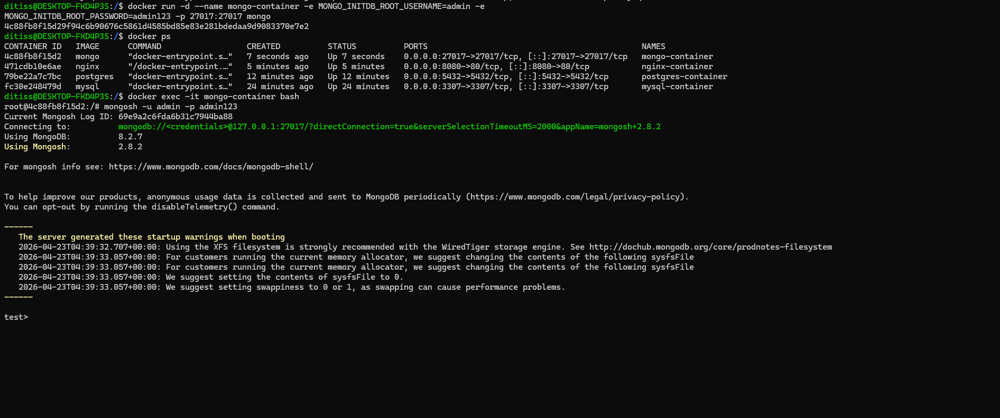 ditiss@DESKTOP-FKD4P3S:/$ docker run -d --name mongo-container -e MONGO_INITDB_ROOT_USERNAME=admin -e
MONGO_INITDB_ROOT_PASSWORD=admin123 -p 27017:27017 mongo
4c88fb8f15d29f94c6b90676c5861d4585bd85e83e281bdedaa9d9083370e7e2
ditiss@DESKTOP-FKD4P3S:/$ docker ps
CONTAINER ID   IMAGE      COMMAND                  CREATED          STATUS          PORTS                                             NAMES
4c88fb8f15d2   mongo      "docker-entrypoint.s…"   7 seconds ago    Up 7 seconds    0.0.0.0:27017->27017/tcp, [::]:27017->27017/tcp   mongo-container
471cdb10e6ae   nginx      "/docker-entrypoint.…"   5 minutes ago    Up 5 minutes    0.0.0.0:8080->80/tcp, [::]:8080->80/tcp           nginx-container
79be22a7c7bc   postgres   "docker-entrypoint.s…"   12 minutes ago   Up 12 minutes   0.0.0.0:5432->5432/tcp, [::]:5432->5432/tcp       postgres-container
fc30e248479d   mysql      "docker-entrypoint.s…"   24 minutes ago   Up 24 minutes   0.0.0.0:3307->3307/tcp, [::]:3307->3307/tcp       mysql-container
ditiss@DESKTOP-FKD4P3S:/$ docker exec -it mongo-container bash
root@4c88fb8f15d2:/# mongosh -u admin -p admin123
Current Mongosh Log ID: 69e9a2c6fda6b31c7944ba88
Connecting to:          mongodb://<credentials>@127.0.0.1:27017/?directConnection=true&serverSelectionTimeoutMS=2000&appName=mongosh+2.8.2
Using MongoDB:          8.2.7
Using Mongosh:          2.8.2
For mongosh info see: https://www.mongodb.com/docs/mongodb-shell/
To help improve our products, anonymous usage data is collected and sent to MongoDB periodically (https://www.mongodb.com/legal/privacy-policy).
You can opt-out by running the disableTelemetry() command.
------
The server generated these startup warnings when booting
2026-04-23T04:39:32.707+00:00: Using the XFS filesystem is strongly recommended with the WiredTiger storage engine. See http://dochub.mongodb.org/core/prodnotes-filesystem
2026-04-23T04:39:33.057+00:00: For customers running the current memory allocator, we suggest changing the contents of the following sysfsFile
2026-04-23T04:39:33.057+00:00: For customers running the current memory allocator, we suggest changing the contents of the following sysfsFile
2026-04-23T04:39:33.057+00:00: We suggest setting the contents of sysfsFile to 0.
2026-04-23T04:39:33.057+00:00: We suggest setting swappiness to 0 or 1, as swapping can cause performance problems.
------
test>